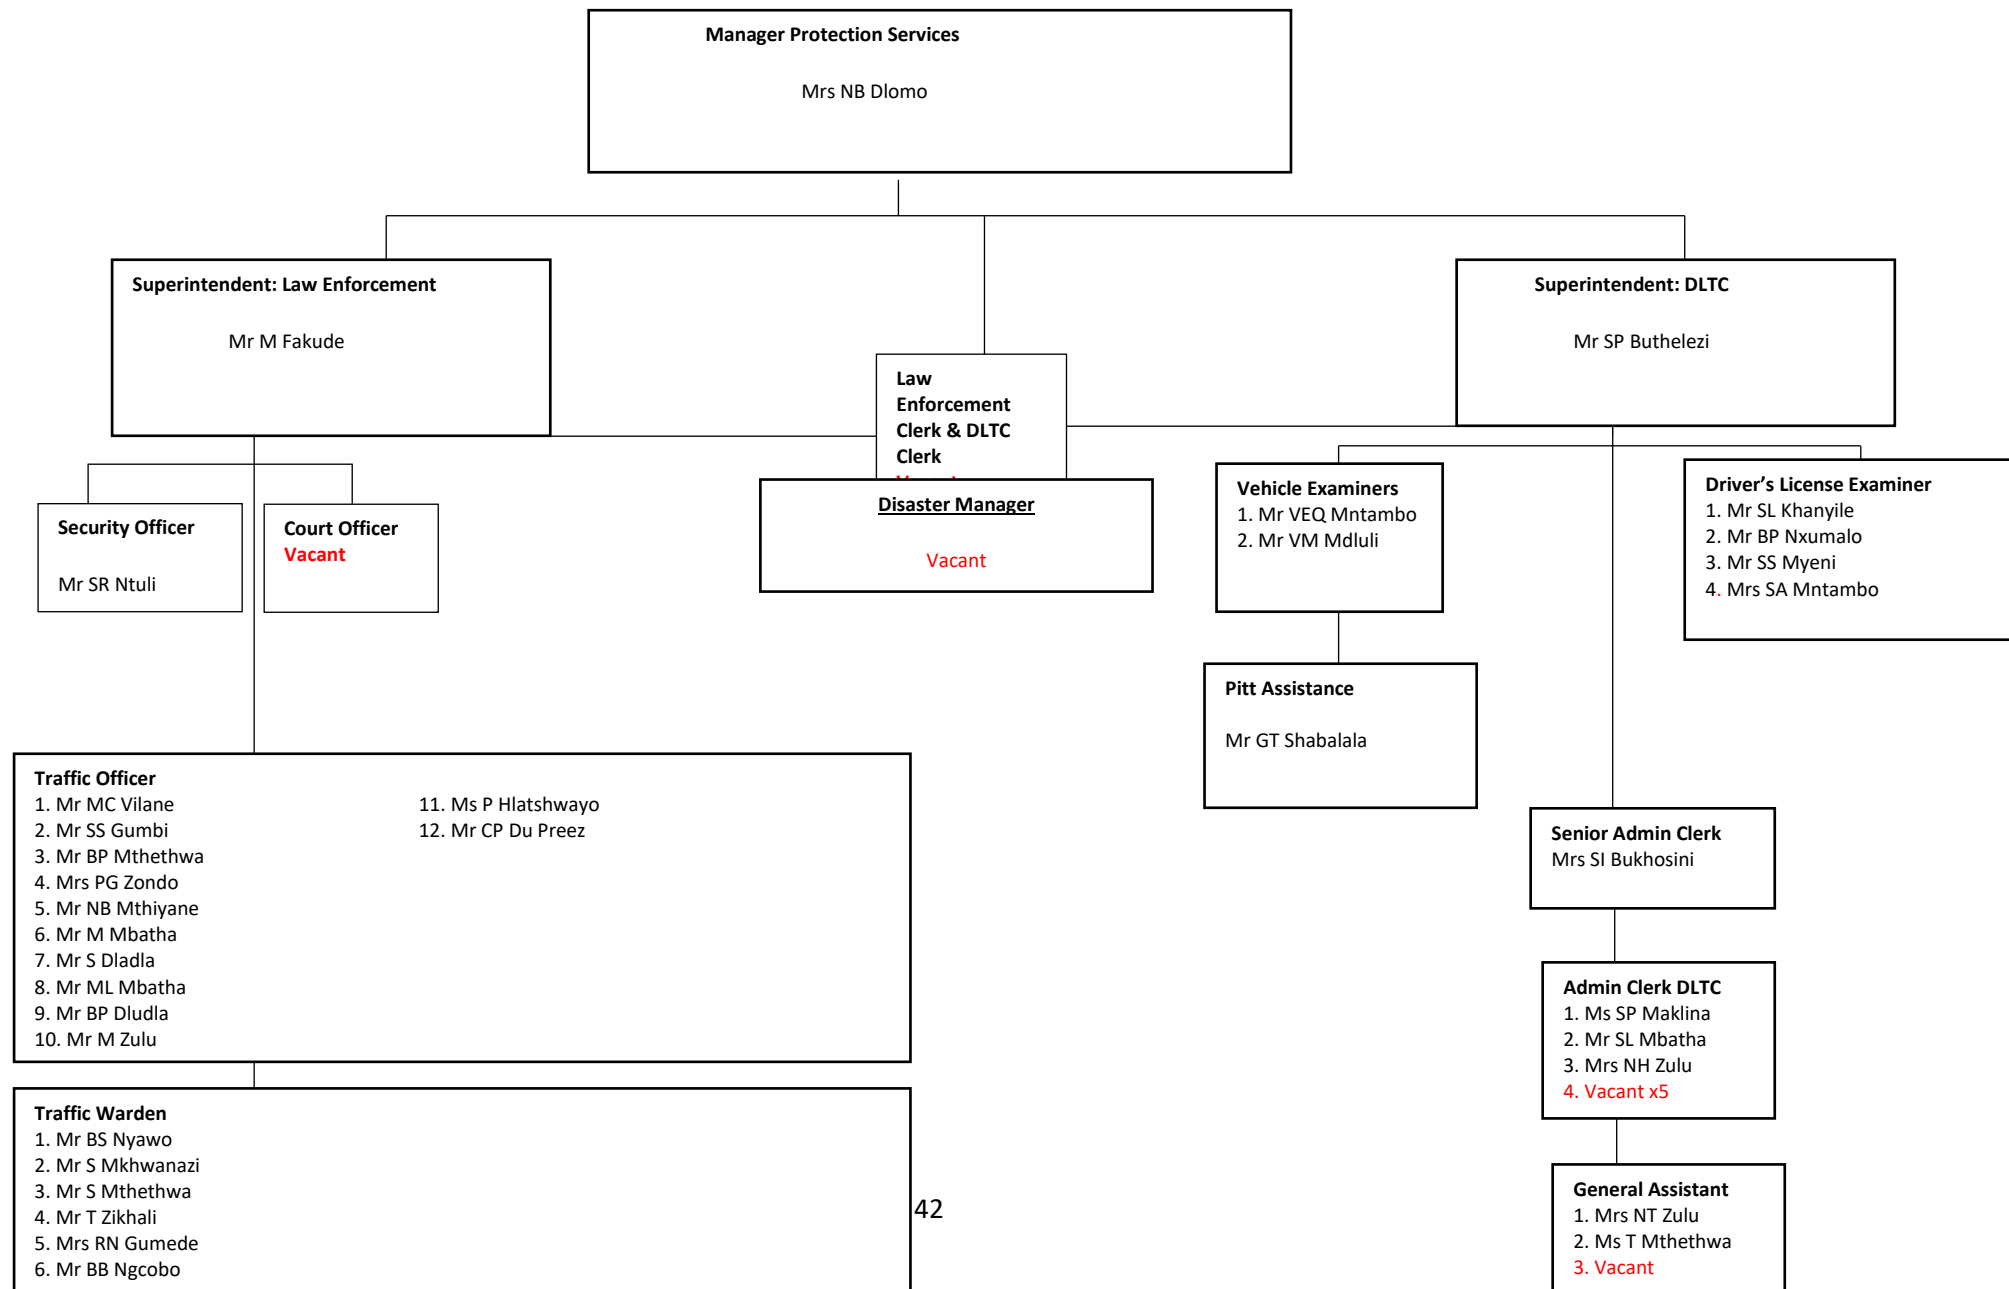 Manager Protection Services
Mrs NB Dlomo
Superintendent: Law Enforcement
Mr M Fakude
Superintendent: DLTC
Mr SP Buthelezi
Law
Enforcement
Clerk & DLTC
Clerk
Disaster Manager
Vacant
Security Officer
Mr SR Ntuli
Court Officer
Vacant
Vehicle Examiners
1. Mr VEQ Mntambo
2. Mr VM Mdluli
Driver’s License Examiner
1. Mr SL Khanyile
2. Mr BP Nxumalo
3. Mr SS Myeni
4. Mrs SA Mntambo
Pitt Assistance
Mr GT Shabalala
Traffic Officer
1. Mr MC Vilane
2. Mr SS Gumbi
3. Mr BP Mthethwa
4. Mrs PG Zondo
5. Mr NB Mthiyane
6. Mr M Mbatha
7. Mr S Dladla
8. Mr ML Mbatha
9. Mr BP Dludla
10. Mr M Zulu
11. Ms P Hlatshwayo
12. Mr CP Du Preez
Senior Admin Clerk
Mrs SI Bukhosini
Admin Clerk DLTC
1. Ms SP Maklina
2. Mr SL Mbatha
3. Mrs NH Zulu
4. Vacant x5
Traffic Warden
1. Mr BS Nyawo
2. Mr S Mkhwanazi
3. Mr S Mthethwa
4. Mr T Zikhali
5. Mrs RN Gumede
6. Mr BB Ngcobo
42
General Assistant
1. Mrs NT Zulu
2. Ms T Mthethwa
3. Vacant